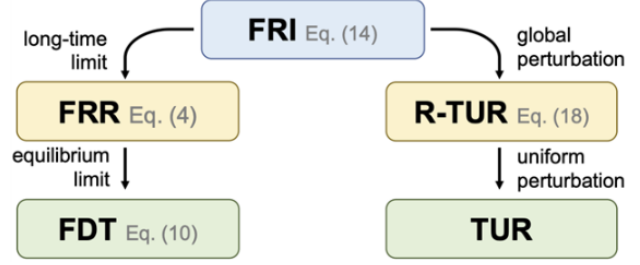 FRI Eq. (14)
long-time
limit
global
perturbation
FRR Eq. (4)
R-TUR Eq. (18)
equilibrium
limit
uniform
perturbation
FDT Eq. (10)
TUR